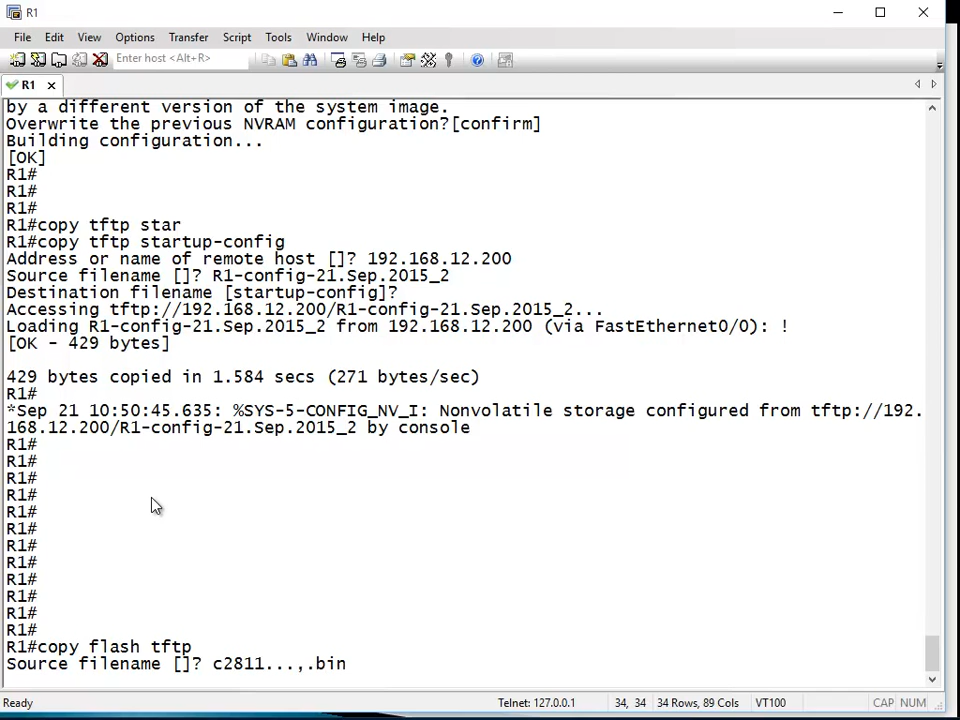 R1
File Edit View Options Transfer Script Tools Window Help
Enter host <Alt+R>
R1
by a different version of the system image.
Overwrite the previous NVRAM configuration?[confirm]
Building configuration...
[OK]
R1#
R1#
R1#
R1#copy tftp star
R1#copy tftp startup-config
Address or name of remote host []? 192.168.12.200
Source filename []? R1-config-21.Sep.2015_2
Destination filename [startup-config]?
Accessing tftp://192.168.12.200/R1-config-21.Sep.2015_2...
Loading R1-config-21.Sep.2015_2 from 192.168.12.200 (via FastEthernet0/0): !
[OK - 429 bytes]
429 bytes copied in 1.584 secs (271 bytes/sec)
R1#
*Sep 21 10:50:45.635: %SYS-5-CONFIG_NV_I: Nonvolatile storage configured from tftp://192.
168.12.200/R1-config-21.Sep.2015_2 by console
R1#
R1#
R1#
R1#
R1#
R1#
R1#
R1#
R1#
R1#
R1#
R1#
R1#copy flash tftp
Source filename []? c2811...,.bin
Ready Telnet: 127.0.0.1 34, 34 34 Rows, 89 Cols VT100 CAP NUM